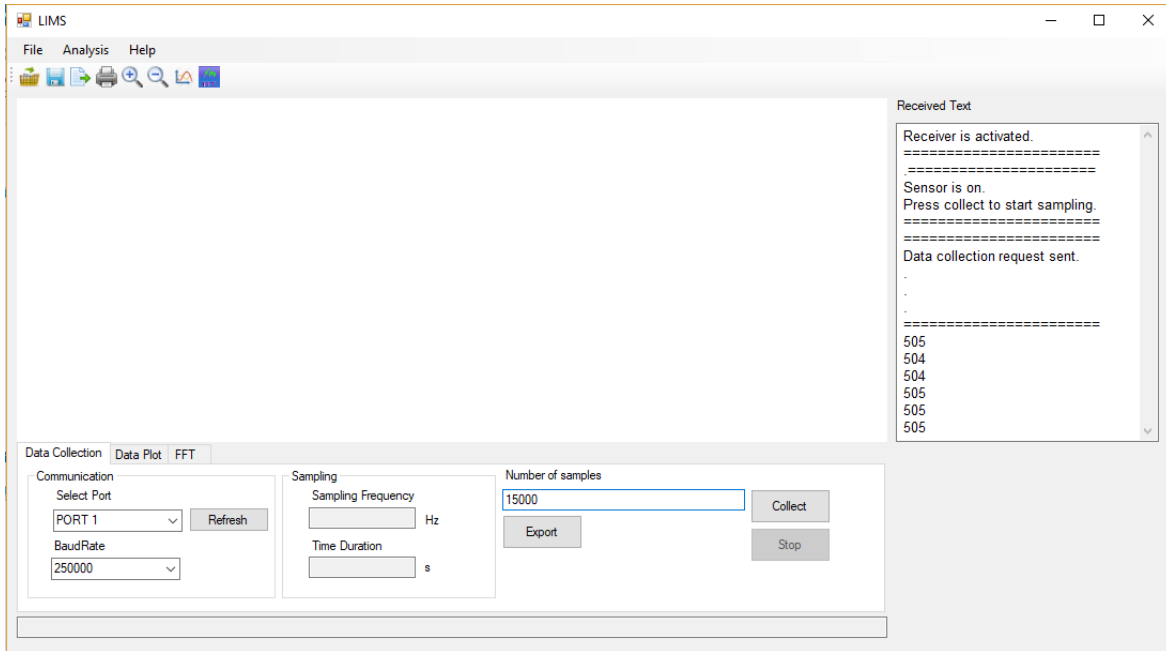 LIMS
File Analysis Help
Received Text
Receiver is activated.
=======================
.======================
Sensor is on.
Press collect to start sampling.
=======================
=======================
Data collection request sent.
.
.
.
=======================
505
504
504
505
505
505
Data Collection Data Plot FFT
Communication
Select Port
PORT 1 Refresh
BaudRate
250000
Sampling
Sampling Frequency
Hz
Time Duration
s
Number of samples
15000
Collect
Export
Stop